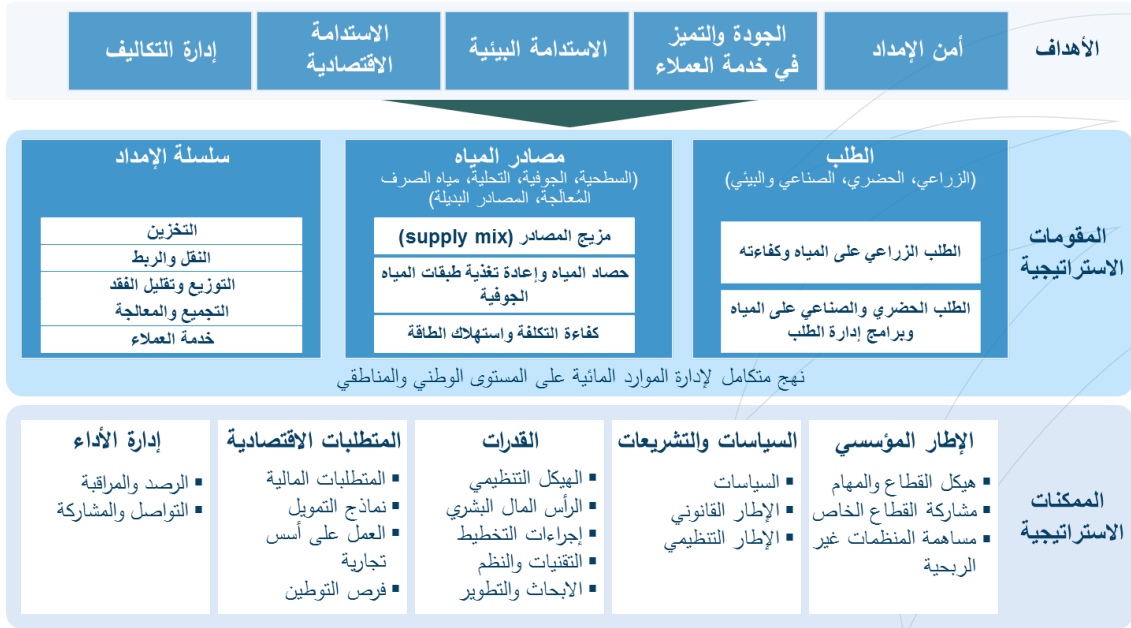 الأهداف
أمن الإمداد
الجودة والتميز
في خدمة العملاء
الاستدامة البيئية
الاستدامة
الاقتصادية
إدارة التكاليف
المقومات
الاستراتيجية
الطلب
(الزراعي، الحضري، الصناعي والبيئي)
الطلب الزراعي على المياه وكفاءته
الطلب الحضري والصناعي على المياه
وبرامج إدارة الطلب
مصادر المياه
(السطحية، الجوفية، التحلية، مياه الصرف
المُعالجة، المصادر البديلة)
مزيج المصادر (supply mix)
حصاد المياه وإعادة تغذية طبقات المياه
الجوفية
كفاءة التكلفة واستهلاك الطاقة
سلسلة الإمداد
التخزين
النقل والربط
التوزيع وتقليل الفقد
التجميع والمعالجة
خدمة العملاء
نهج متكامل لإدارة الموارد المائية على المستوى الوطني والمناطقي
الممكنات
الاستراتيجية
الإطار المؤسسي
▪ هيكل القطاع والمهام
▪ مشاركة القطاع الخاص
▪ مساهمة المنظمات غير
الربحية
السياسات والتشريعات
▪ السياسات
▪ الإطار القانوني
▪ الإطار التنظيمي
القدرات
▪ الهيكل التنظيمي
▪ الرأس المال البشري
▪ إجراءات التخطيط
▪ التقنيات والنظم
▪ الابحاث والتطوير
المتطلبات الاقتصادية
▪ المتطلبات المالية
▪ نماذج التمويل
▪ العمل على أسس
تجارية
▪ فرص التوطين
إدارة الأداء
▪ الرصد والمراقبة
▪ التواصل والمشاركة